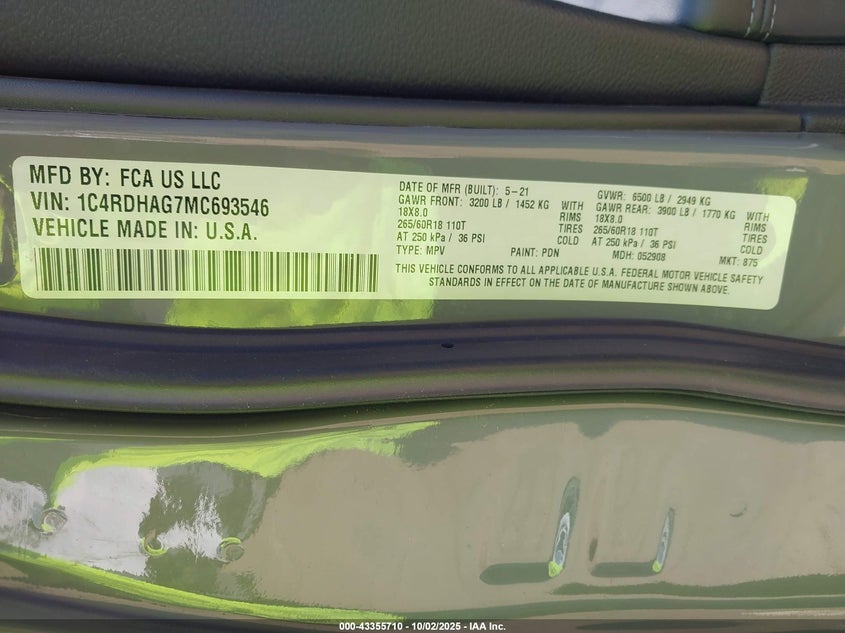 MFD BY: FCA US LLC
VIN: 1C4RDHAG7MC693546
VEHICLE MADE IN: U.S.A.
DATE OF MFR (BUILT): 5-21
GAWR FRONT: 3200 LB / 1452 KG WITH
18X8.0 RIMS
265/60R18 110T TIRES
AT 250 kPa / 36 PSI COLD
TYPE: MPV PAINT: PDN
GVWR: 6500 LB / 2949 KG
GAWR REAR: 3900 LB / 1770 KG WITH
18X8.0 RIMS
265/60R18 110T TIRES
AT 250 kPa / 36 PSI COLD
MDH: 052908 MKT: 875
THIS VEHICLE CONFORMS TO ALL APPLICABLE U.S.A. FEDERAL MOTOR VEHICLE SAFETY
STANDARDS IN EFFECT ON THE DATE OF MANUFACTURE SHOWN ABOVE.
000-43355710 - 10/02/2025 - IAA Inc.